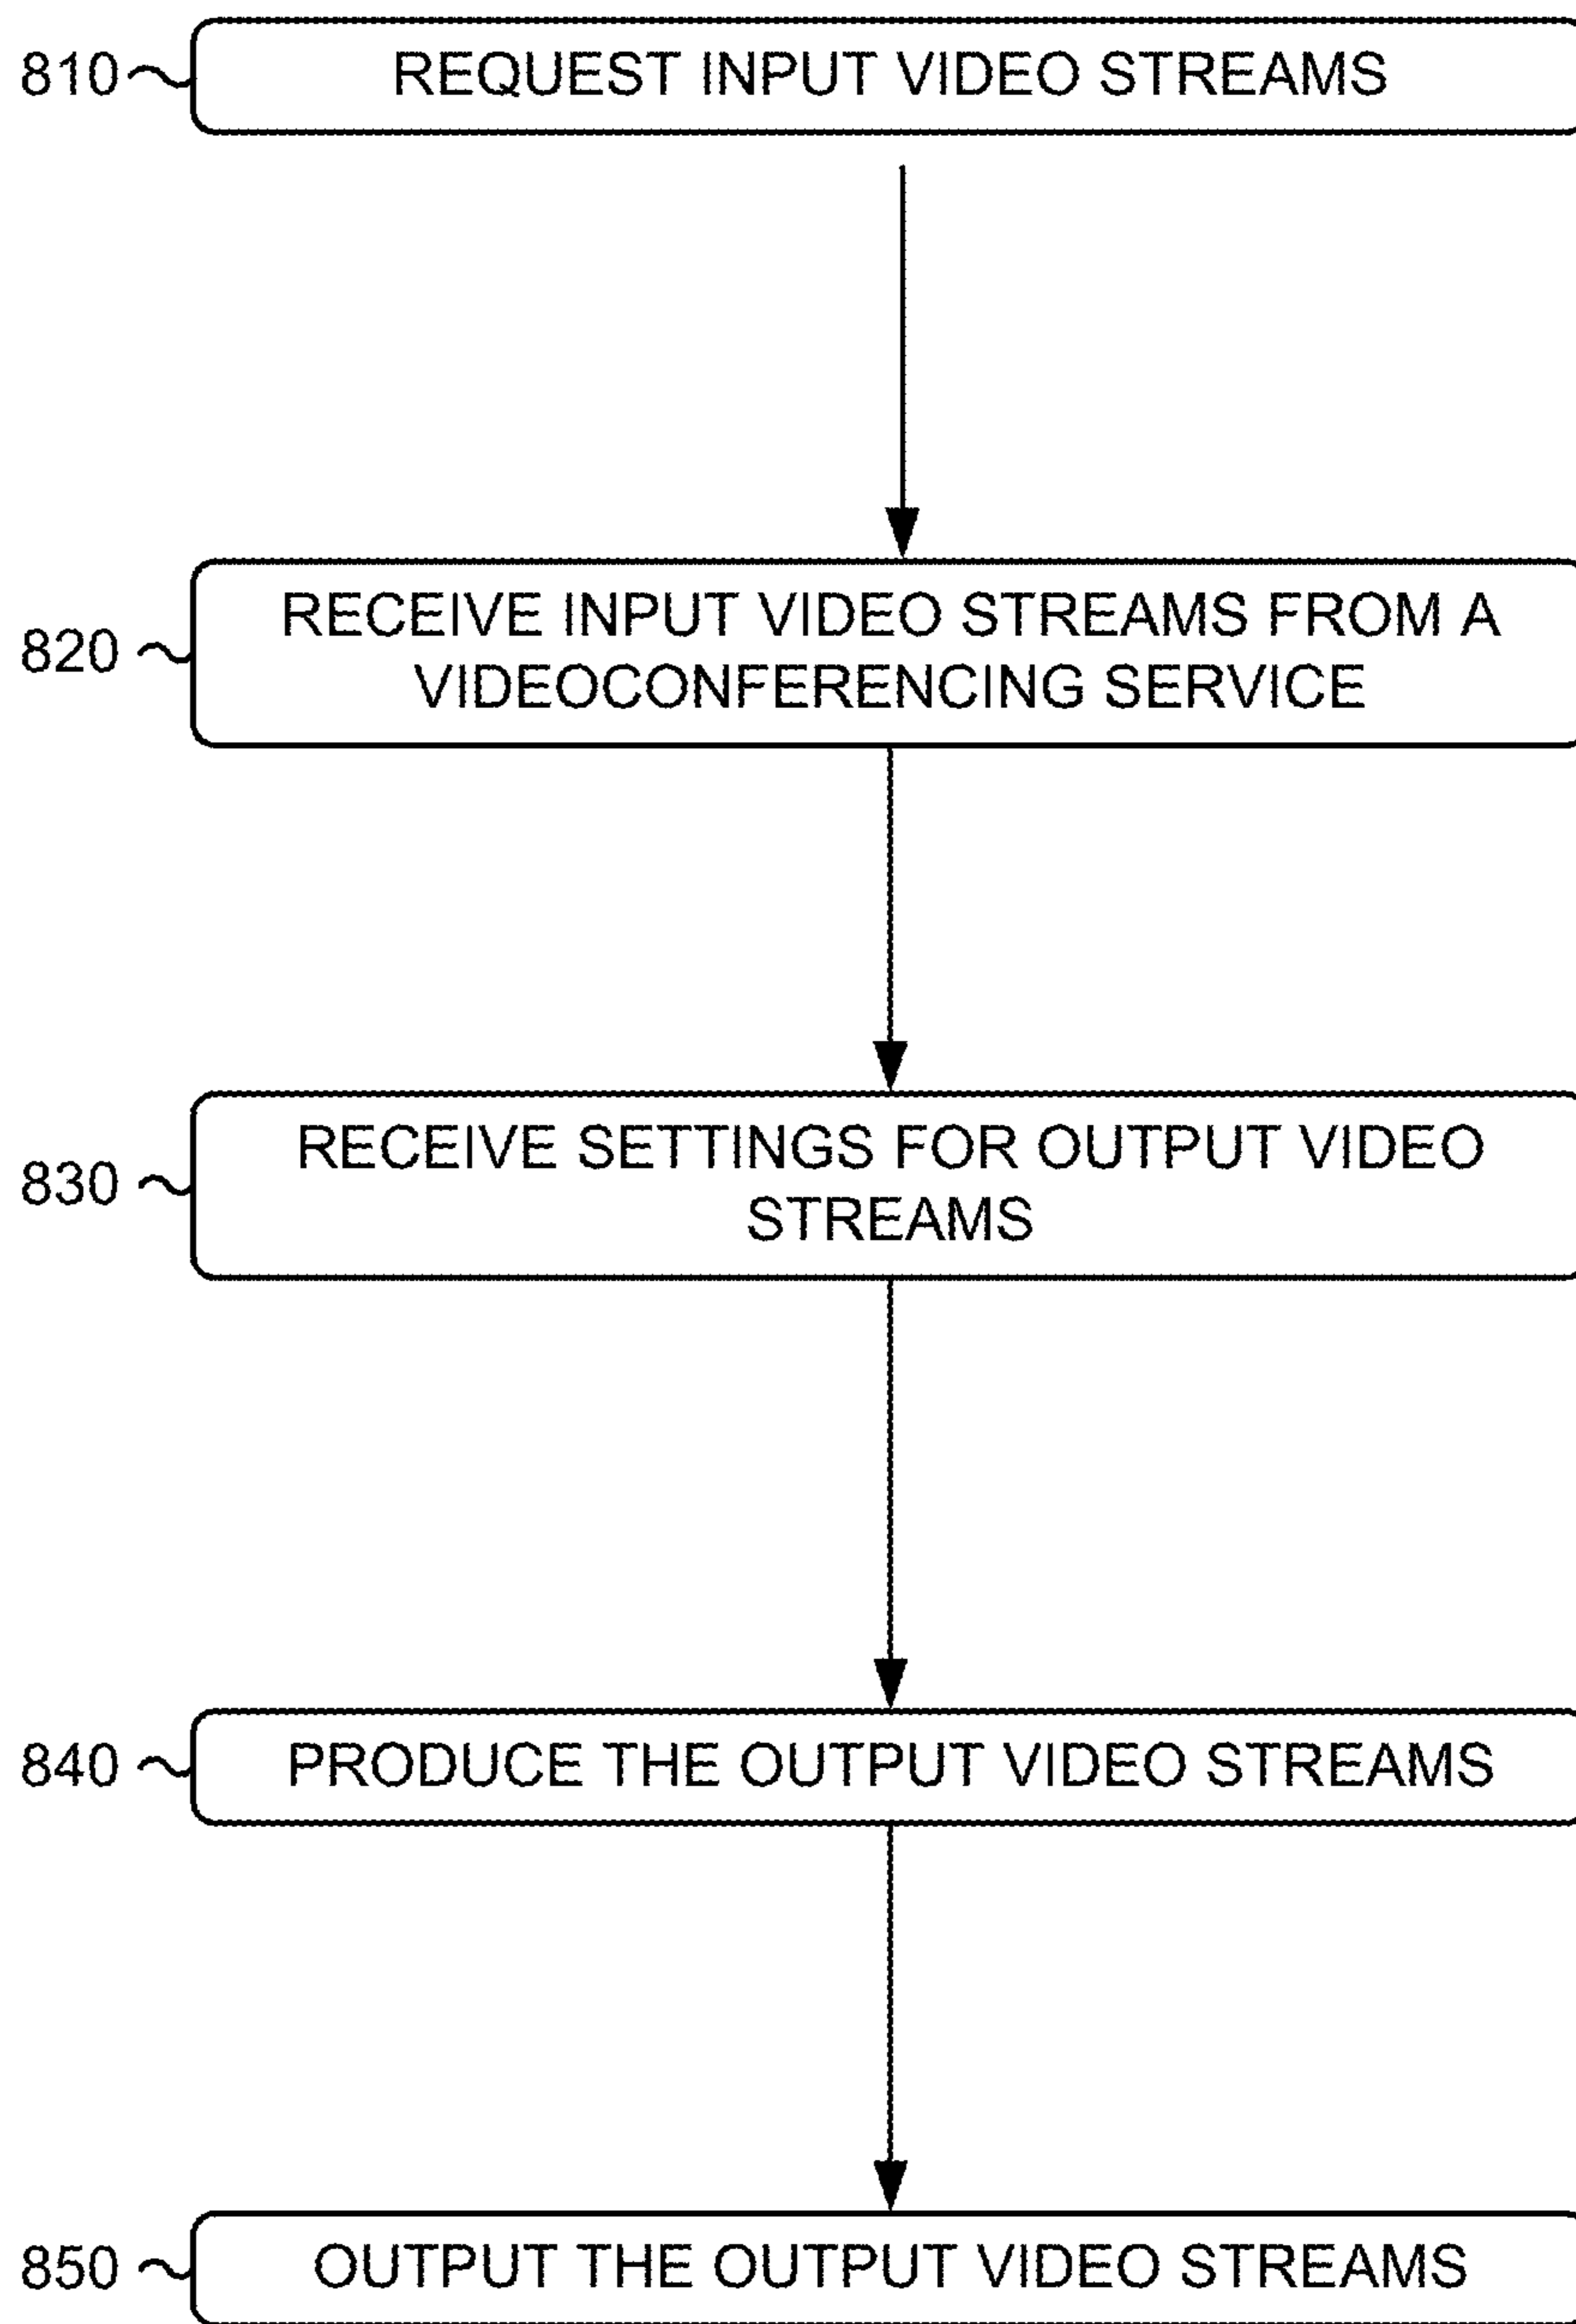 810
REQUEST INPUT VIDEO STREAMS
820
RECEIVE INPUT VIDEO STREAMS FROM A
VIDEOCONFERENCING SERVICE
830
RECEIVE SETTINGS FOR OUTPUT VIDEO
STREAMS
840
PRODUCE THE OUTPUT VIDEO STREAMS
850
OUTPUT THE OUTPUT VIDEO STREAMS